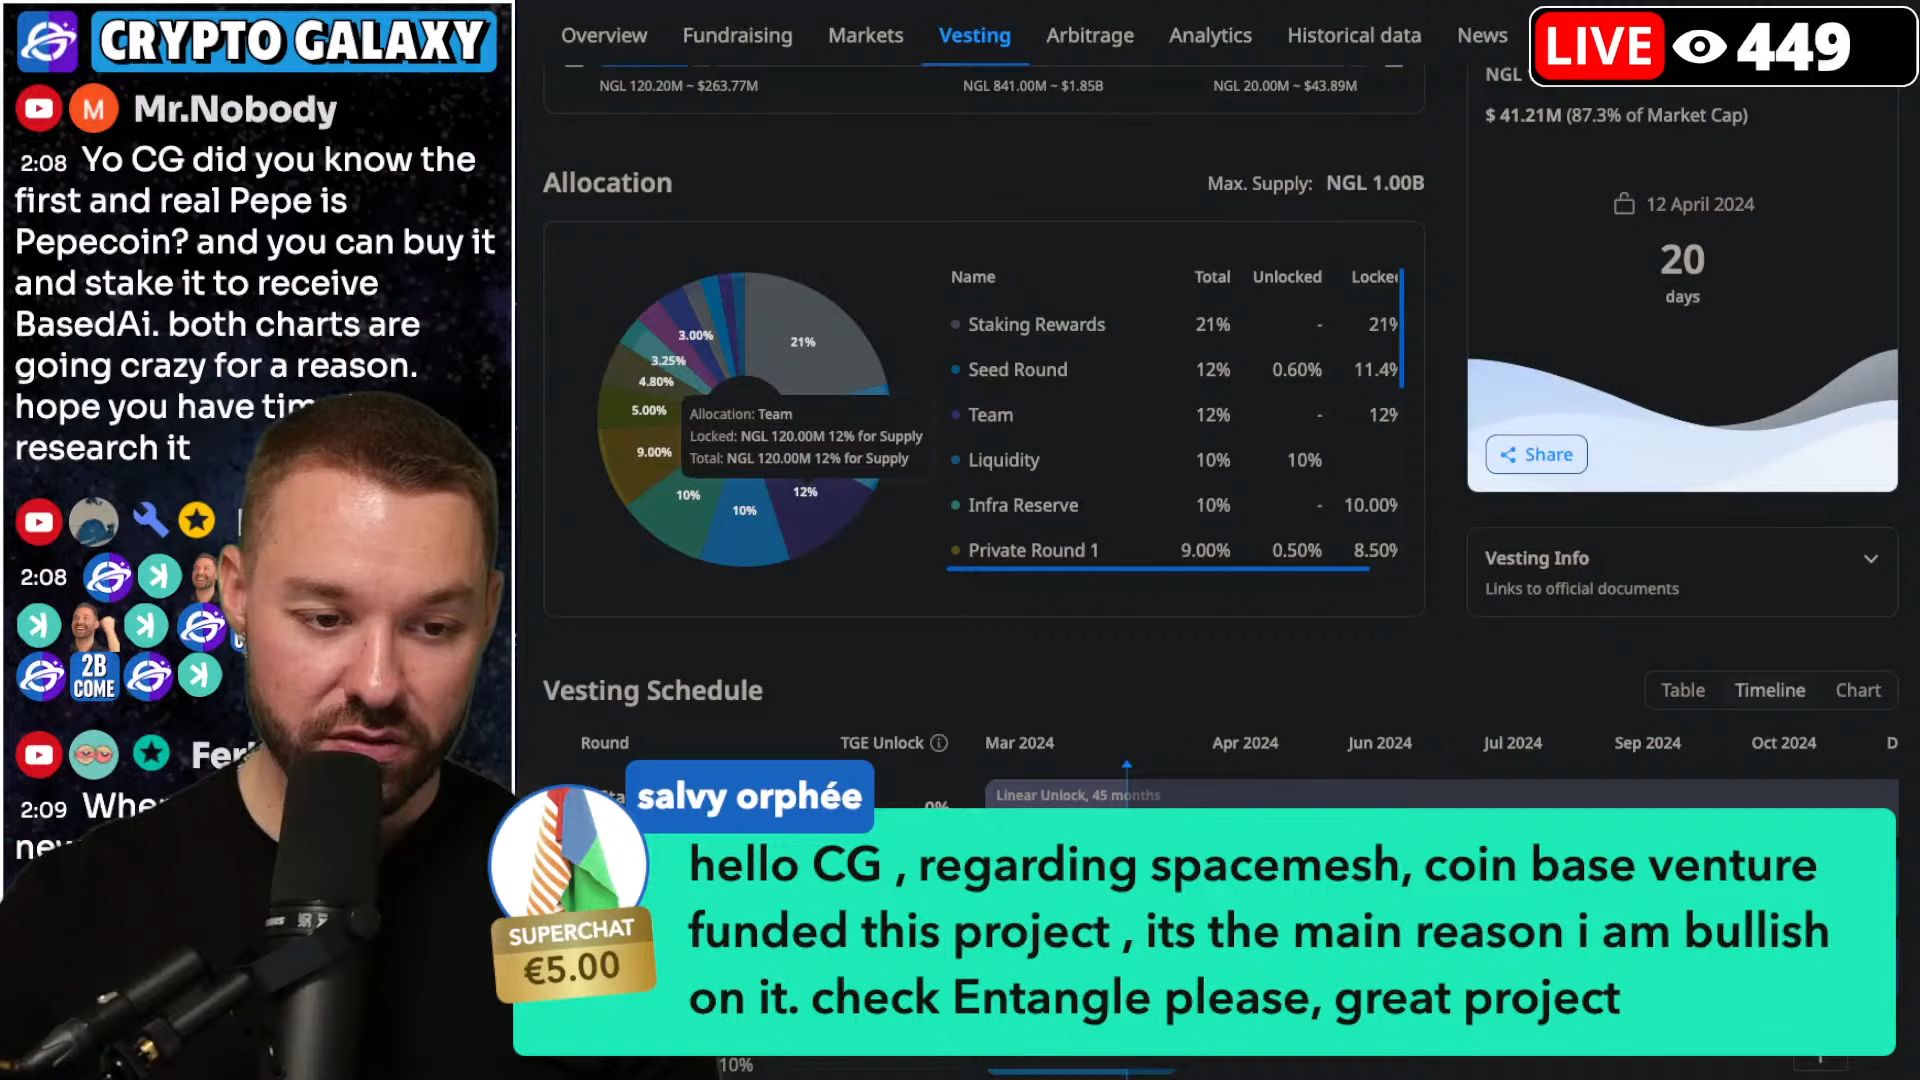 CRYPTO GALAXY
M
Mr.Nobody
2:08 Yo CG did you know the
first and real Pepe is
Pepecoin? and you can buy it
and stake it to receive
BasedAi. both charts are
going crazy for a reason.
hope you have
research it
2:08
2B
COME
2:09
Overview Fundraising Markets Vesting Arbitrage Analytics Historical data News
LIVE 449
NGL 120.20M ~ $263.77M NGL 841.00M ~ $1.85B NGL 20.00M ~ $43.89M
NGL
$ 41.21M (87.3% of Market Cap)
Allocation
Max. Supply: NGL 1.00B
12 April 2024
20
days
Share
3.00%
21%
3.25%
4.80%
5.00%
9.00%
10%
10%
12%
Allocation: Team
Locked: NGL 120.00M 12% for Supply
Total: NGL 120.00M 12% for Supply
Name Total Unlocked Locke
Staking Rewards 21% - 21%
Seed Round 12% 0.60% 11.4%
Team 12% - 12%
Liquidity 10% 10%
Infra Reserve 10% - 10.00%
Private Round 1 9.00% 0.50% 8.50%
Vesting Info
Links to official documents
Vesting Schedule
Table Timeline Chart
Round TGE Unlock Mar 2024 Apr 2024 Jun 2024 Jul 2024 Sep 2024 Oct 2024 D
0% Linear Unlock, 45 months
salvy orphée
SUPERCHAT
€5.00
hello CG , regarding spacemesh, coin base venture
funded this project , its the main reason i am bullish
on it. check Entangle please, great project
10%